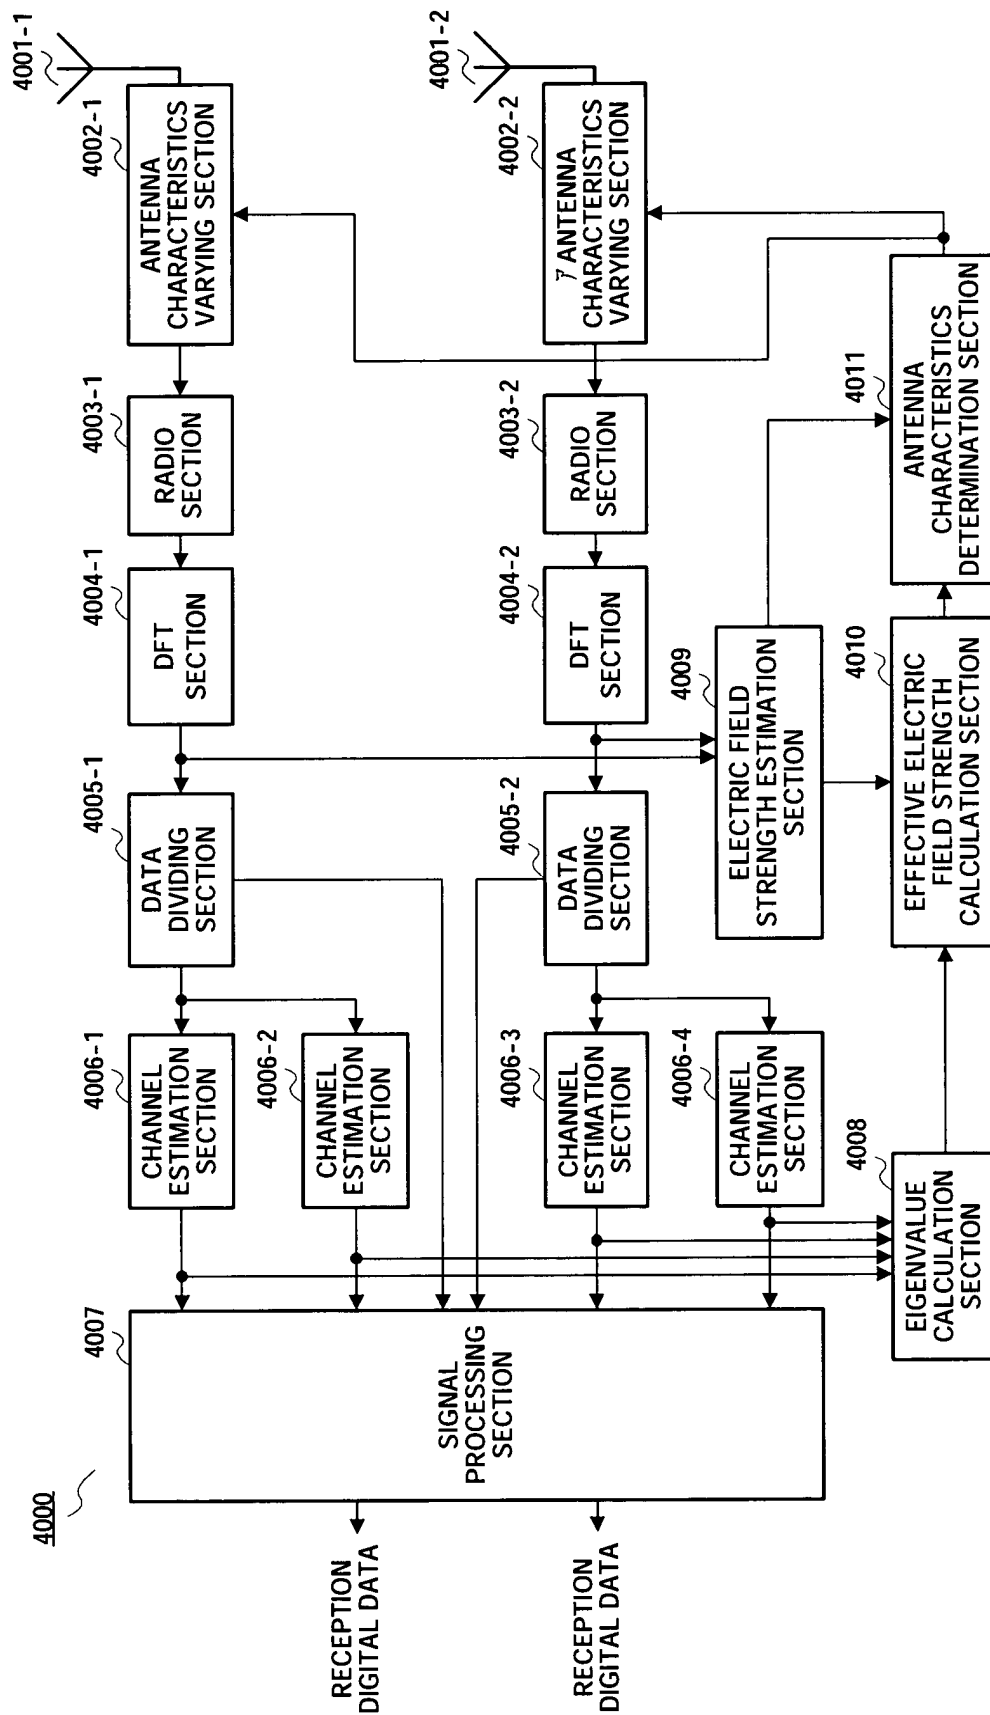 4000
4001-1
4002-1
ANTENNA
CHARACTERISTICS
VARYING SECTION
4003-1
RADIO
SECTION
4004-1
DFT
SECTION
4005-1
DATA
DIVIDING
SECTION
4006-1
CHANNEL
ESTIMATION
SECTION
4006-2
CHANNEL
ESTIMATION
SECTION
4001-2
4002-2
ANTENNA
CHARACTERISTICS
VARYING SECTION
4003-2
RADIO
SECTION
4004-2
DFT
SECTION
4005-2
DATA
DIVIDING
SECTION
4006-3
CHANNEL
ESTIMATION
SECTION
4006-4
CHANNEL
ESTIMATION
SECTION
4007
SIGNAL
PROCESSING
SECTION
RECEPTION
DIGITAL DATA
RECEPTION
DIGITAL DATA
4008
EIGENVALUE
CALCULATION
SECTION
4009
ELECTRIC FIELD
STRENGTH ESTIMATION
SECTION
4010
EFFECTIVE ELECTRIC
FIELD STRENGTH
CALCULATION SECTION
4011
ANTENNA
CHARACTERISTICS
DETERMINATION SECTION